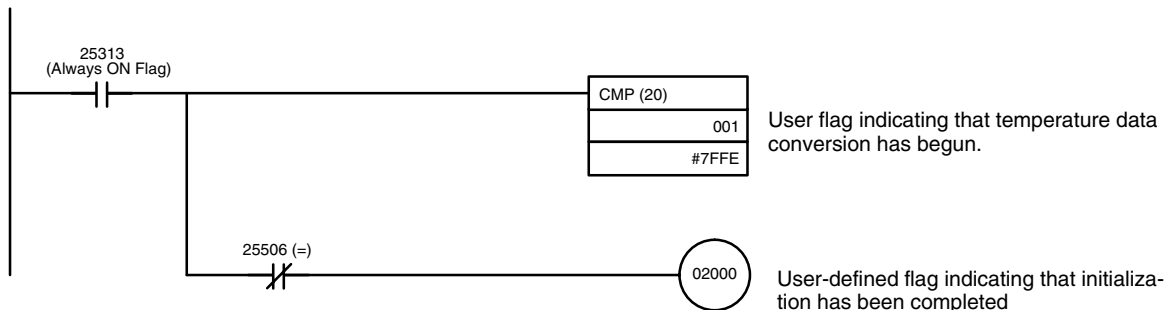 25313
(Always ON Flag)
CMP (20)
001
#7FFE
User flag indicating that temperature data
conversion has begun.
25506 (=)
02000
User-defined flag indicating that initializa-
tion has been completed